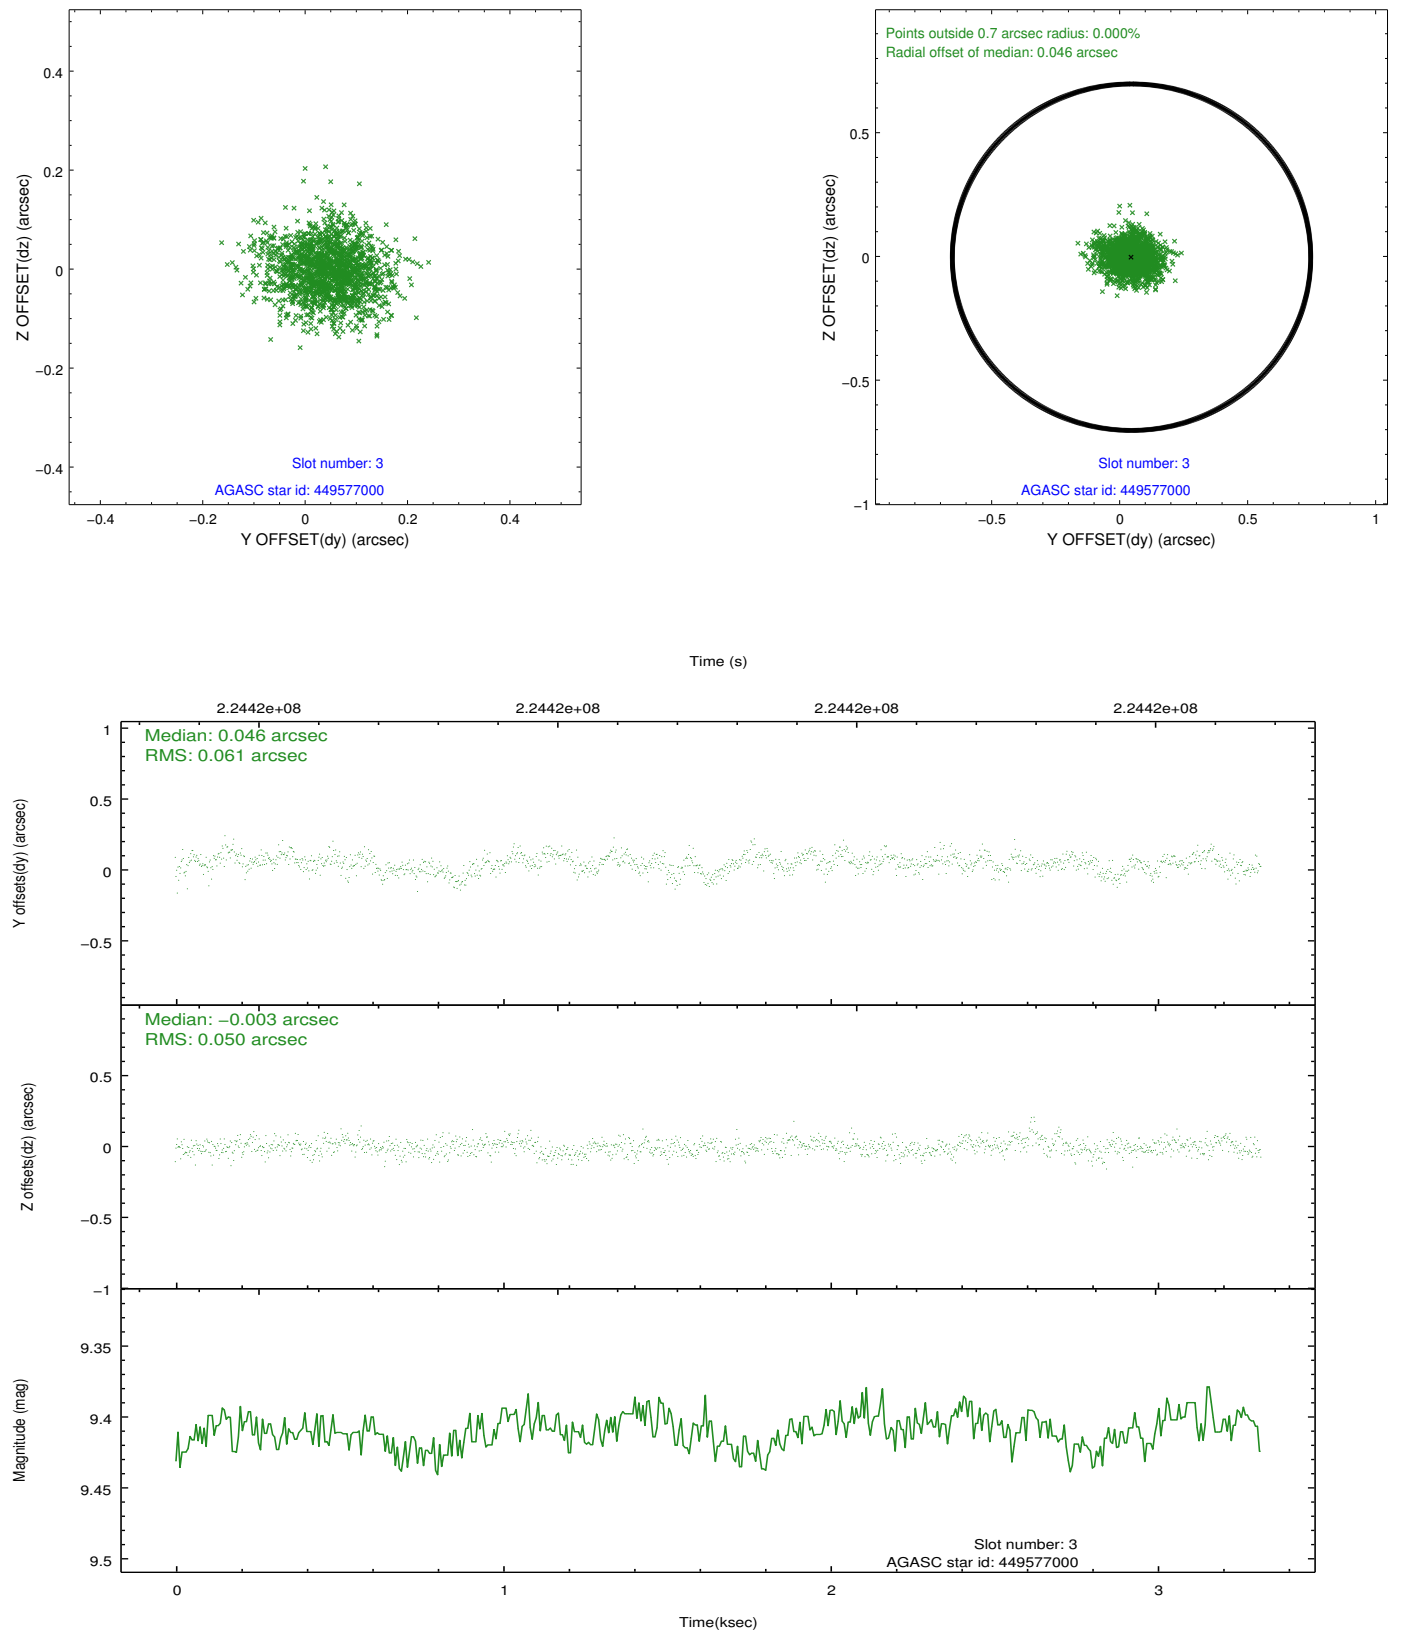 0.4
0.2
0
−0.2
−0.4
Z OFFSET(dz) (arcsec)
Slot number: 3
AGASC star id: 449577000
−0.4 −0.2 0 0.2 0.4
Y OFFSET(dy) (arcsec)
Points outside 0.7 arcsec radius: 0.000%
Radial offset of median: 0.046 arcsec
0.5
0
−0.5
−1
Z OFFSET(dz) (arcsec)
Slot number: 3
AGASC star id: 449577000
−0.5 0 0.5 1
Y OFFSET(dy) (arcsec)
Time (s)
2.2442e+08 2.2442e+08 2.2442e+08 2.2442e+08
Median: 0.046 arcsec
RMS: 0.061 arcsec
1
0.5
0
−0.5
Y offsets(dy) (arcsec)
Median: −0.003 arcsec
RMS: 0.050 arcsec
0.5
0
−0.5
−1
Z offsets(dz) (arcsec)
9.35
9.4
9.45
9.5
Magnitude (mag)
Slot number: 3
AGASC star id: 449577000
0 1 2 3
Time(ksec)